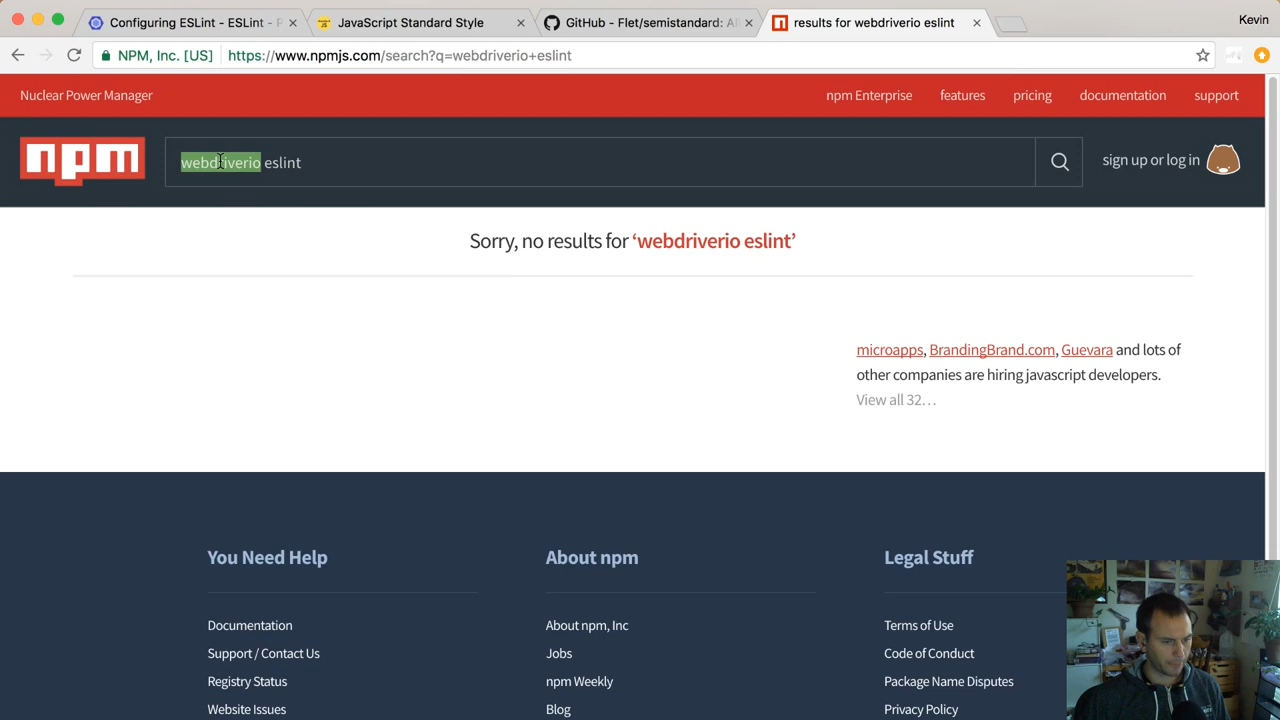 Configuring ESLint - ESLint - P
JavaScript Standard Style
GitHub - Flet/semistandard: A
results for webdriverio eslint
Kevin
NPM, Inc. [US]
https://www.npmjs.com/search?q=webdriverio+eslint
Nuclear Power Manager
npm Enterprise
features
pricing
documentation
support
npm
webdriverio eslint
sign up or log in
Sorry, no results for ‘webdriverio eslint’
microapps, BrandingBrand.com, Guevara and lots of
other companies are hiring javascript developers.
View all 32…
You Need Help
About npm
Legal Stuff
Documentation
About npm, Inc
Terms of Use
Support / Contact Us
Jobs
Code of Conduct
Registry Status
npm Weekly
Package Name Disputes
Website Issues
Blog
Privacy Policy